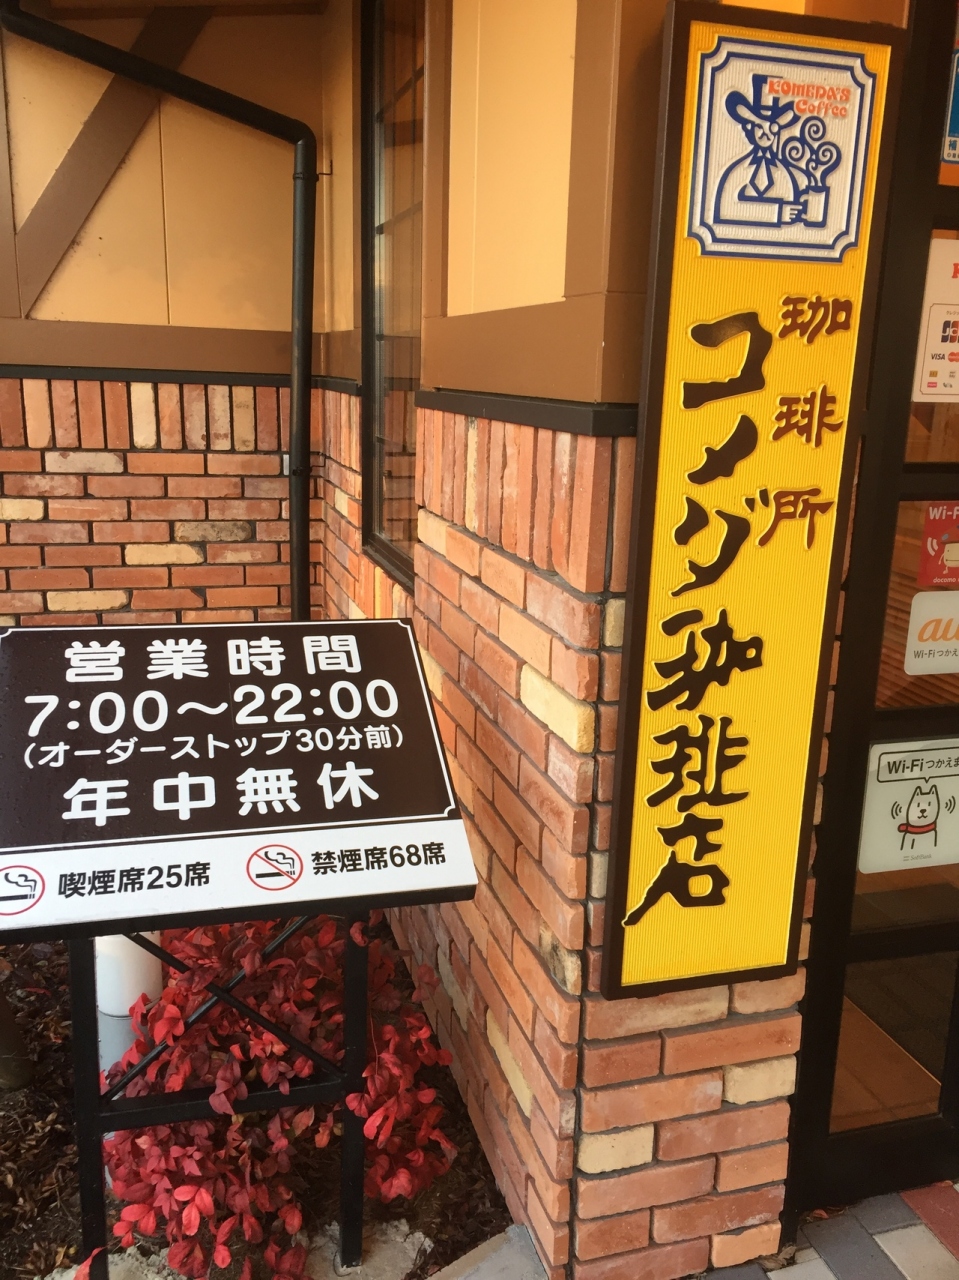 営業時間
7:00〜22:00
(オーダーストップ30分前)
年中無休
喫煙席25席
禁煙席68席
KOMEDA'S
Coffee
珈琲所
コメダ珈琲店
VISA
Wi-F
docomo
au
Wi-Fiつかえ
Wi-Fiつかえま
SoftBank